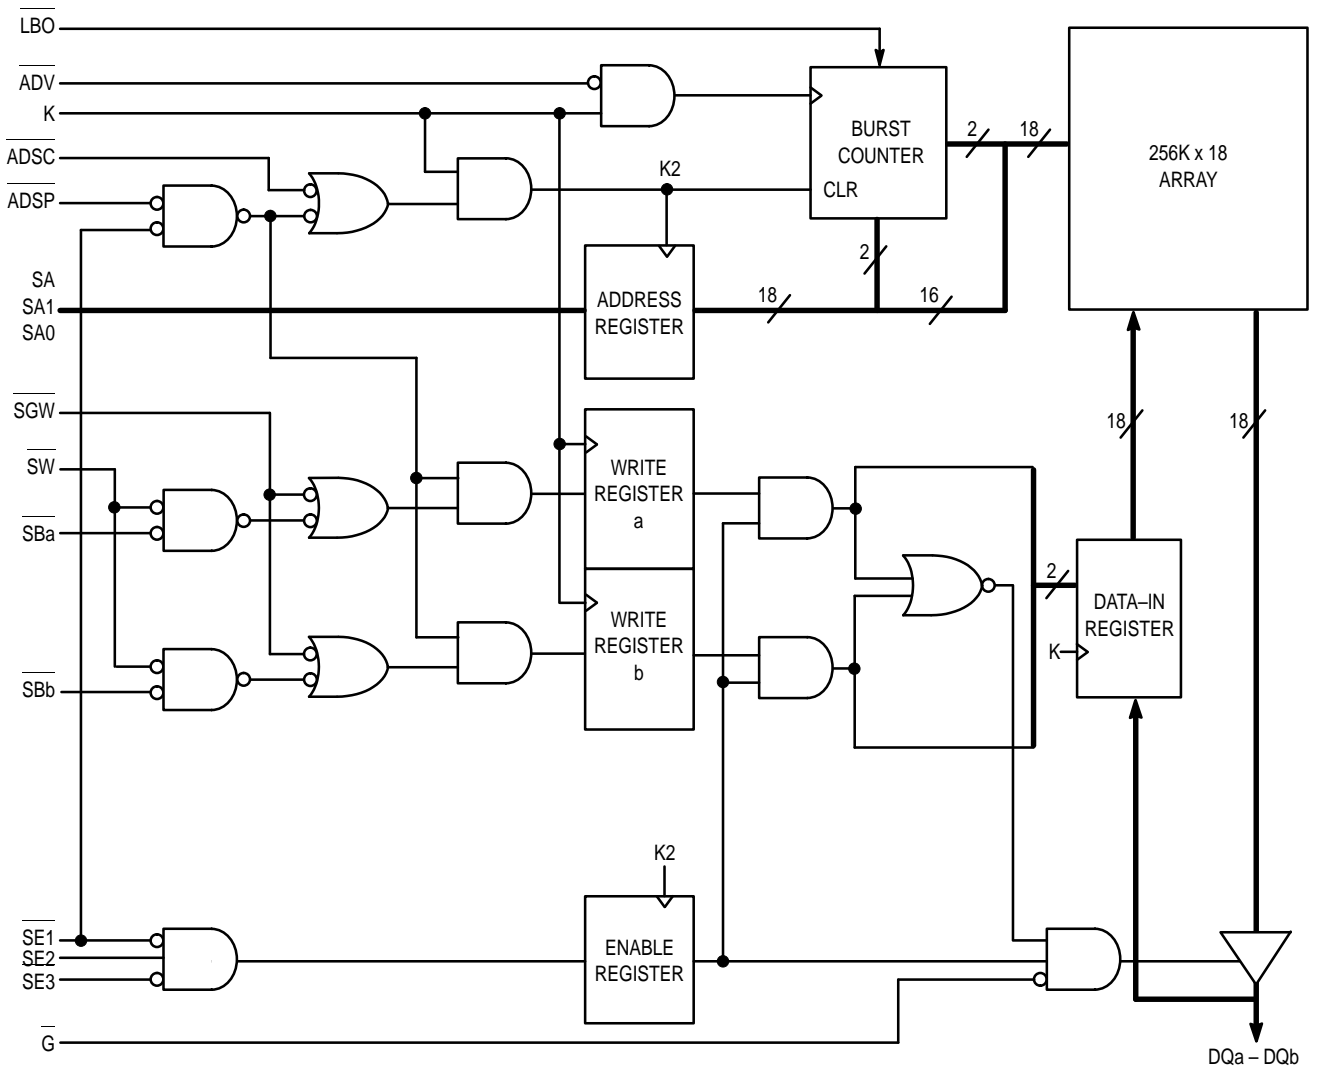 LBO
ADV
K
ADSC
ADSP
SA
SA1
SA0
SGW
SW
SBa
SBb
SE1
SE2
SE3
G
K2
BURST
COUNTER
CLR
2
18
256K x 18
ARRAY
2
ADDRESS
REGISTER
18
16
WRITE
REGISTER
a
WRITE
REGISTER
b
18
18
2
DATA–IN
REGISTER
K
K2
ENABLE
REGISTER
DQa – DQb